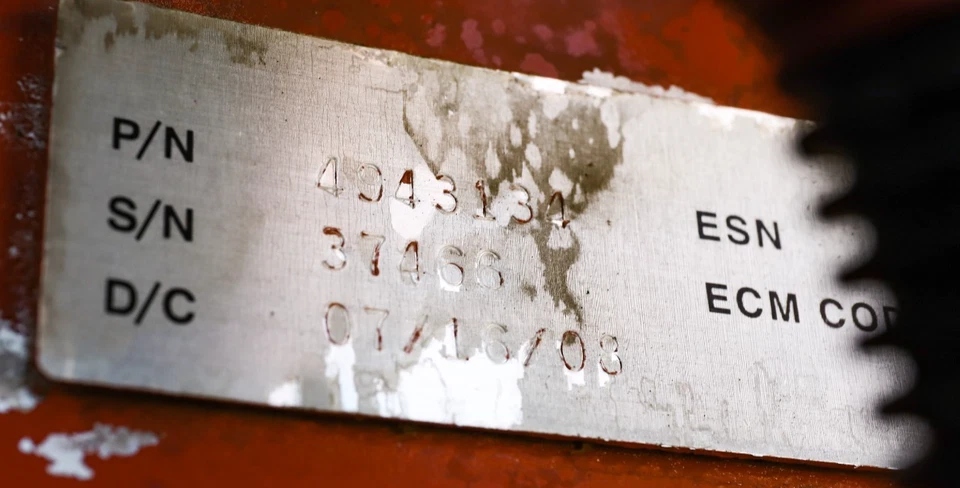 P/N 4943134
S/N 37466
D/C 07/16/08
ESN
ECM COD